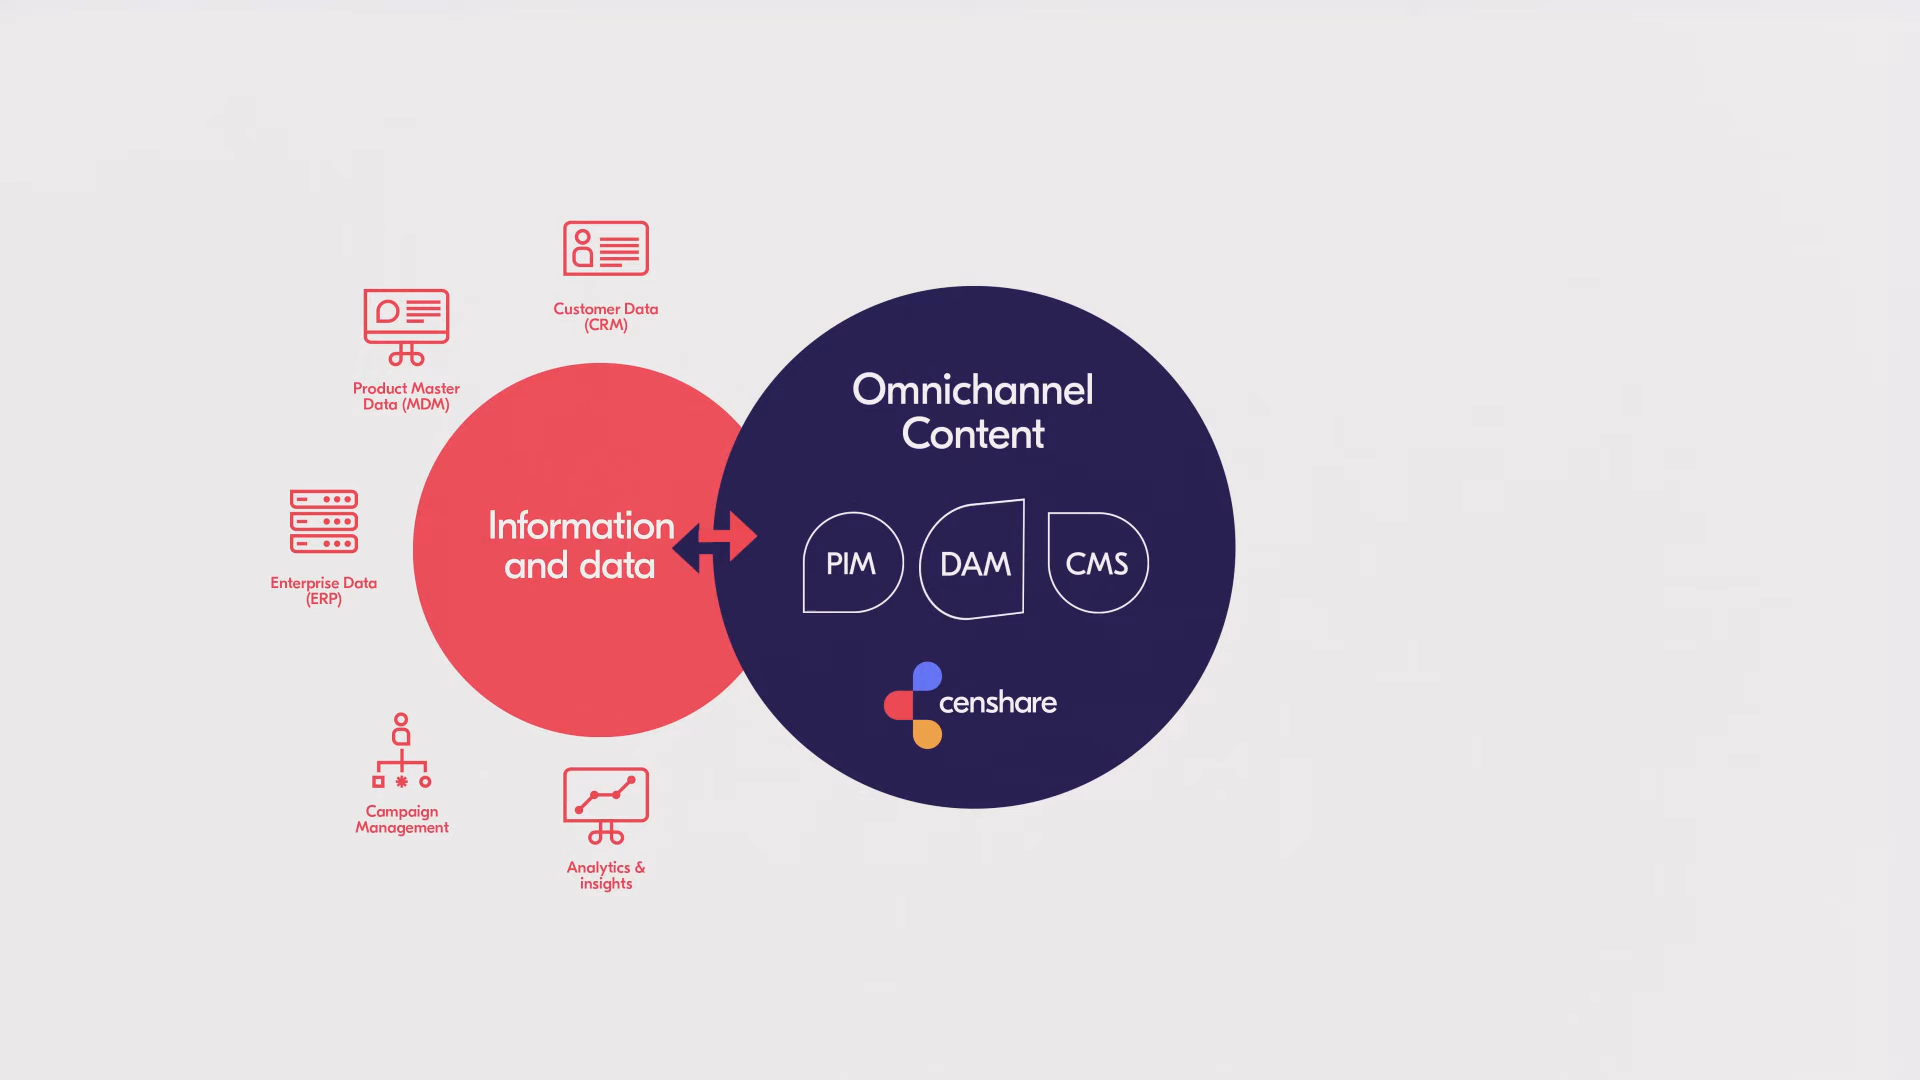 Customer Data
(CRM)
Product Master
Data (MDM)
Enterprise Data
(ERP)
Campaign
Management
Analytics &
insights
Information
and data
Omnichannel
Content
PIM
DAM
CMS
censhare